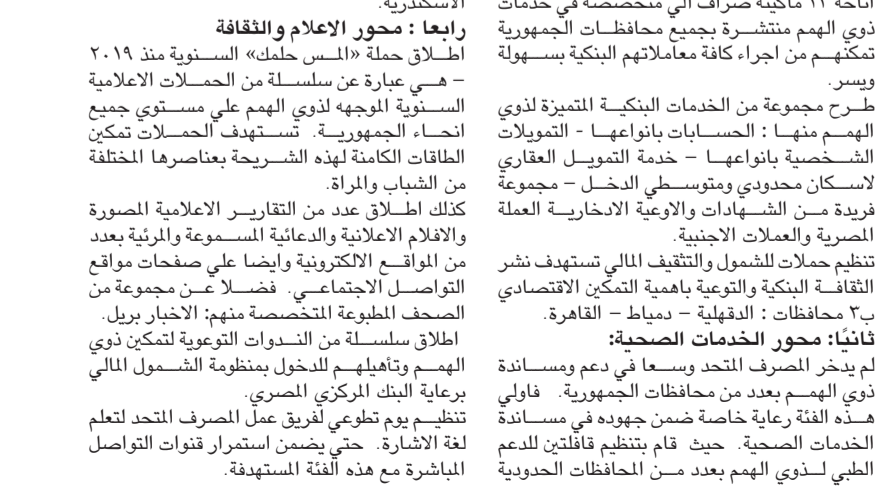 اتاحة ١١ ماكينة صراف آلي متخصصة في خدمات
ذوي الهمم منتشرة بجميع محافظات الجمهورية
تمكنهم من اجراء كافة معاملاتهم البنكية بسهولة
ويسر.
طرح مجموعة من الخدمات البنكية المتميزة لذوي
الهمم منها : الحسابات بانواعها - التمويلات
الشخصية بانواعها – خدمة التمويل العقاري
لاسكان محدودي ومتوسطي الدخل – مجموعة
فريدة من الشهادات والاوعية الادخارية العملة
المصرية والعملات الاجنبية.
تنظيم حملات للشمول والتثقيف المالي تستهدف نشر
الثقافة البنكية والتوعية باهمية التمكين الاقتصادي
ب٣ محافظات : الدقهلية – دمياط – القاهرة.
ثانيًا: محور الخدمات الصحية:
لم يدخر المصرف المتحد وسعا في دعم ومساندة
ذوي الهمم بعدد من محافظات الجمهورية. فاولي
هذه الفئة رعاية خاصة ضمن جهوده في مساندة
الخدمات الصحية. حيث قام بتنظيم قافلتين للدعم
الطبي لذوي الهمم بعدد من المحافظات الحدودية
الاسكندرية.
رابعا : محور الاعلام والثقافة
اطلاق حملة «المس حلمك» السنوية منذ ٢٠١٩
– هي عبارة عن سلسلة من الحملات الاعلامية
السنوية الموجهه لذوي الهمم علي مستوي جميع
انحاء الجمهورية. تستهدف الحملات تمكين
الطاقات الكامنة لهذه الشريحة بعناصرها المختلفة
من الشباب والمراة.
كذلك اطلاق عدد من التقارير الاعلامية المصورة
والافلام الاعلانية والدعائية المسموعة والمرئية بعدد
من المواقع الالكترونية وايضا علي صفحات مواقع
التواصل الاجتماعي. فضلا عن مجموعة من
الصحف المطبوعة المتخصصة منهم: الاخبار بريل.
اطلاق سلسلة من الندوات التوعوية لتمكين ذوي
الهمم وتأهيلهم للدخول بمنظومة الشمول المالي
برعاية البنك المركزي المصري.
تنظيم يوم تطوعي لفريق عمل المصرف المتحد لتعلم
لغة الاشارة. حتي يضمن استمرار قنوات التواصل
المباشرة مع هذه الفئة المستهدفة.